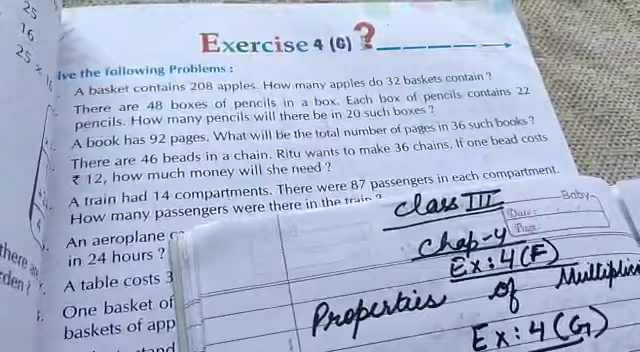 25
16
25 x 16
Exercise 4 (G) ?
lve the following Problems :
A basket contains 208 apples. How many apples do 32 baskets contain ?
There are 48 boxes of pencils in a box. Each box of pencils contains 22
pencils. How many pencils will there be in 20 such boxes ?
A book has 92 pages. What will be the total number of pages in 36 such books ?
There are 46 beads in a chain. Ritu wants to make 36 chains. If one bead costs
₹ 12, how much money will she need ?
A train had 14 compartments. There were 87 passengers in each compartment.
How many passengers were there in the train ?
An aeroplane
in 24 hours ?
A table costs 3
One basket of
baskets of app
there
den ?
Baby
Date:
Page
Class III
Chap-4
Ex: 4 (F)
Properties of Multiplic
Ex: 4 (G)